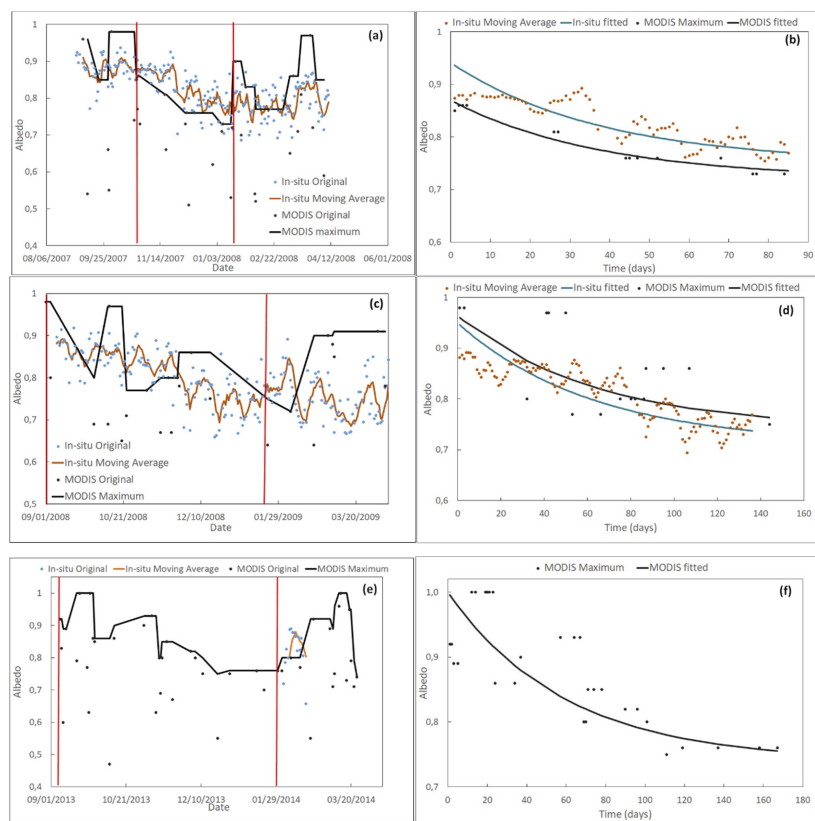 (a)
1
0,9
0,8
0,7
0,6
0,5
0,4
Albedo
In-situ Original
In-situ Moving Average
MODIS Original
MODIS maximum
08/06/2007 09/25/2007 11/14/2007 01/03/2008 02/22/2008 04/12/2008 06/01/2008
Date
In-situ Moving Average In-situ fitted MODIS Maximum MODIS fitted
(b)
1
0,9
0,8
0,7
0,6
Albedo
0 10 20 30 40 50 60 70 80 90
Time (days)
(c)
1
0,9
0,8
0,7
0,6
0,5
Albedo
In-situ Original
In-situ Moving Average
MODIS Original
MODIS Maximum
09/01/2008 10/21/2008 12/10/2008 01/29/2009 03/20/2009
Date
In-situ Moving Average In-situ fitted MODIS Maximum MODIS fitted
(d)
1
0,9
0,8
0,7
0,6
Albedo
0 20 40 60 80 100 120 140 160
Time (days)
In-situ Original In-situ Moving Average MODIS Original MODIS Maximum
(e)
1
0,9
0,8
0,7
0,6
0,5
0,4
Albedo
09/01/2013 10/21/2013 12/10/2013 01/29/2014 03/20/2014
Date
MODIS Maximum MODIS fitted
(f)
1
0,9
0,8
0,7
Albedo
0 20 40 60 80 100 120 140 160 180
Time (days)